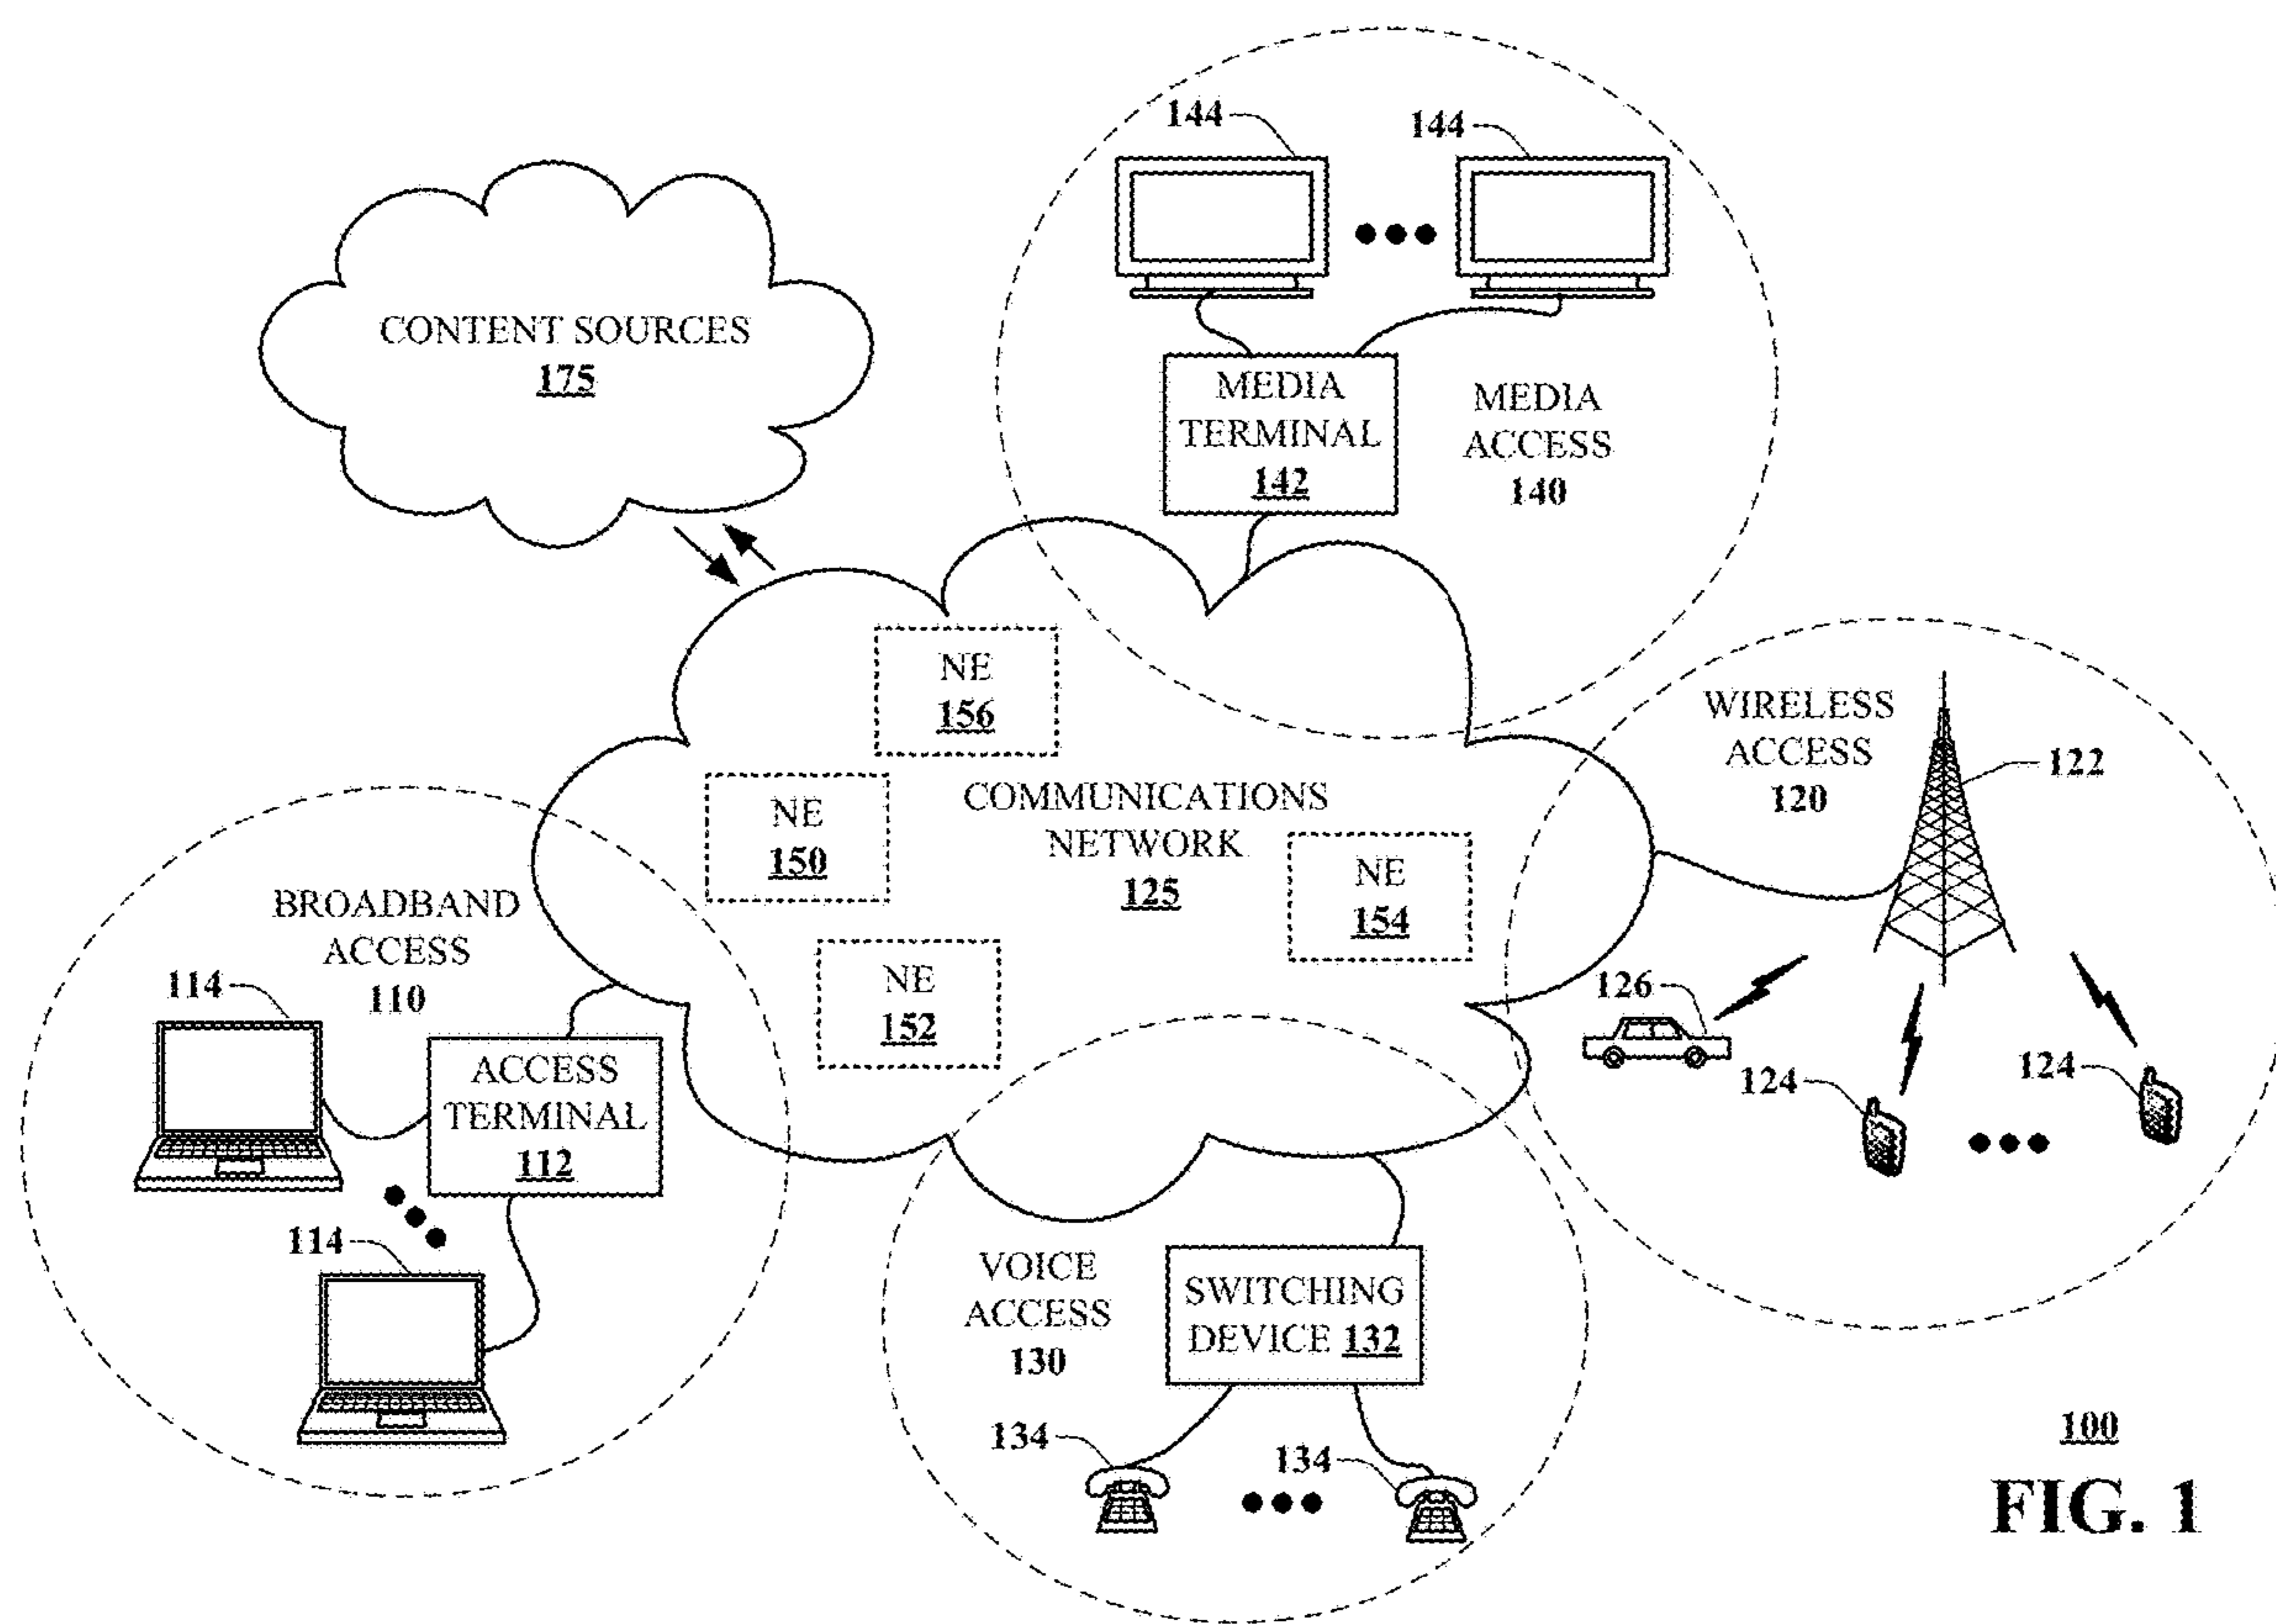 144
144
CONTENT SOURCES
175
MEDIA
TERMINAL
142
MEDIA
ACCESS
140
NE
156
WIRELESS
ACCESS
120
122
NE
150
COMMUNICATIONS
NETWORK
125
NE
154
BROADBAND
ACCESS
110
NE
152
114
126
ACCESS
TERMINAL
112
124
124
114
VOICE
ACCESS
130
SWITCHING
DEVICE 132
134
134
100
FIG. 1